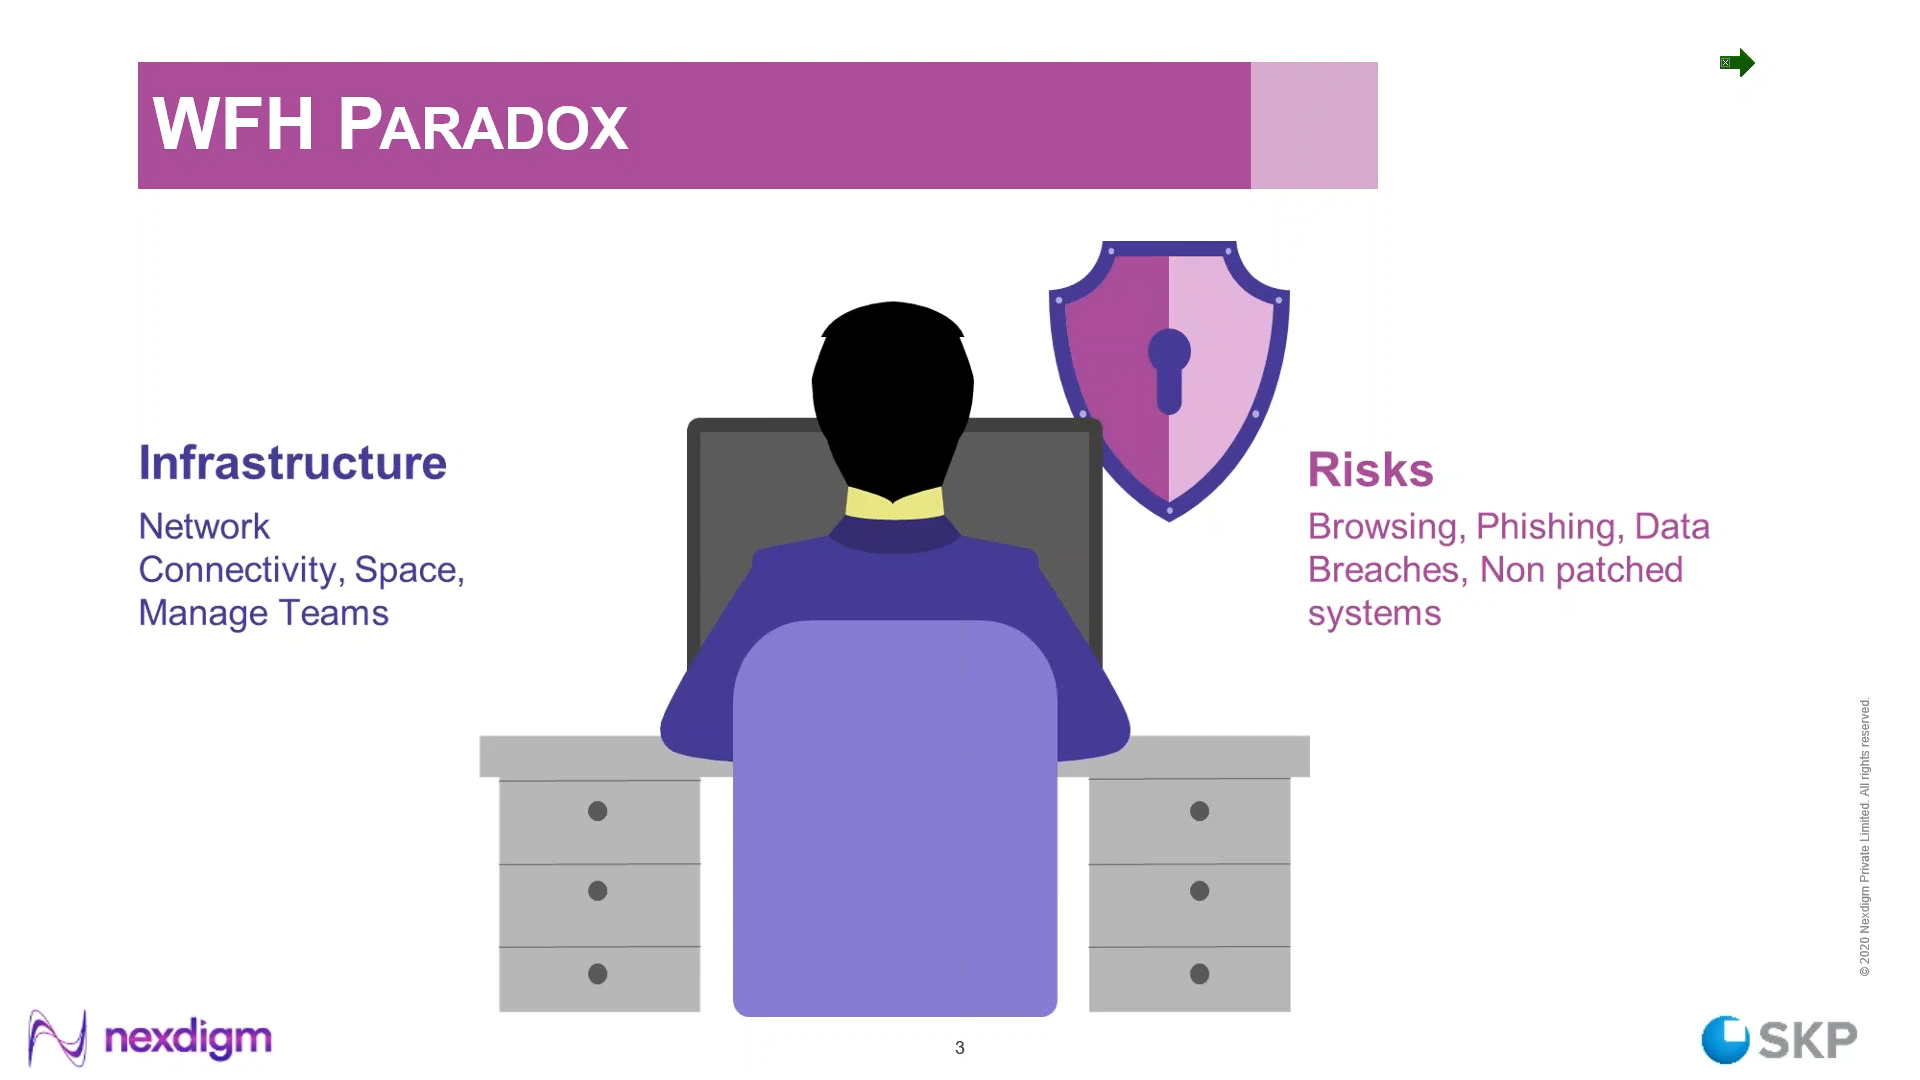 WFH PARADOX
Infrastructure
Network
Connectivity, Space,
Manage Teams
Risks
Browsing, Phishing, Data
Breaches, Non patched
systems
© 2020 Nexdigm Private Limited. All rights reserved.
nexdigm
3
SKP